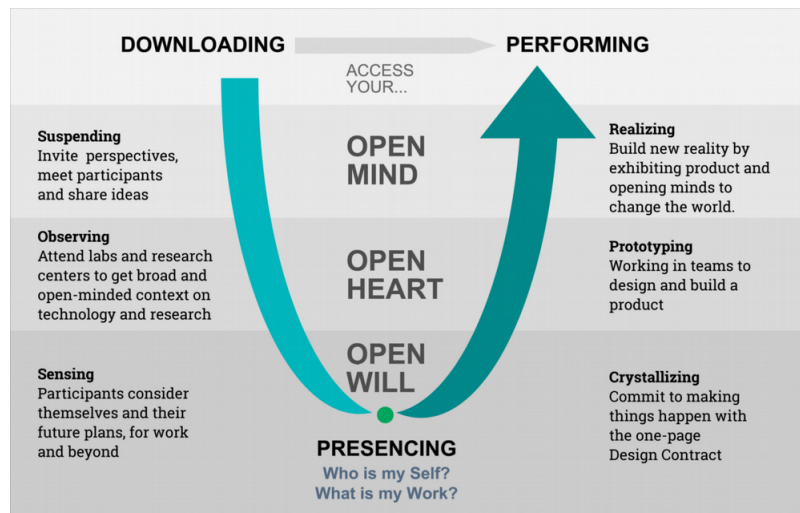 DOWNLOADING
PERFORMING
ACCESS
YOUR...
Suspending
Invite perspectives,
meet participants
and share ideas
OPEN
MIND
Realizing
Build new reality by
exhibiting product and
opening minds to
change the world.
Observing
Attend labs and research
centers to get broad and
open-minded context on
technology and research
OPEN
HEART
Prototyping
Working in teams to
design and build a
product
Sensing
Participants consider
themselves and their
future plans, for work
and beyond
OPEN
WILL
Crystallizing
Commit to making
things happen with
the one-page
Design Contract
PRESENCING
Who is my Self?
What is my Work?